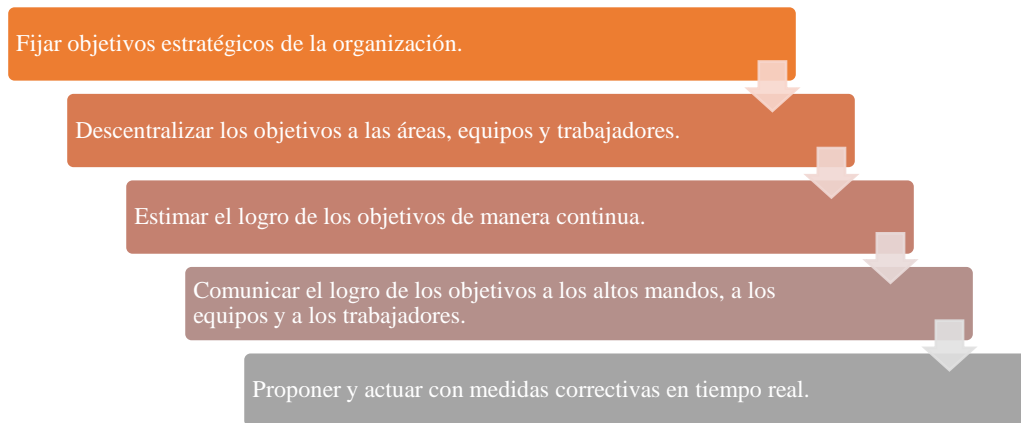 Fijar objetivos estratégicos de la organización.
Descentralizar los objetivos a las áreas, equipos y trabajadores.
Estimar el logro de los objetivos de manera continua.
Comunicar el logro de los objetivos a los altos mandos, a los
equipos y a los trabajadores.
Proponer y actuar con medidas correctivas en tiempo real.